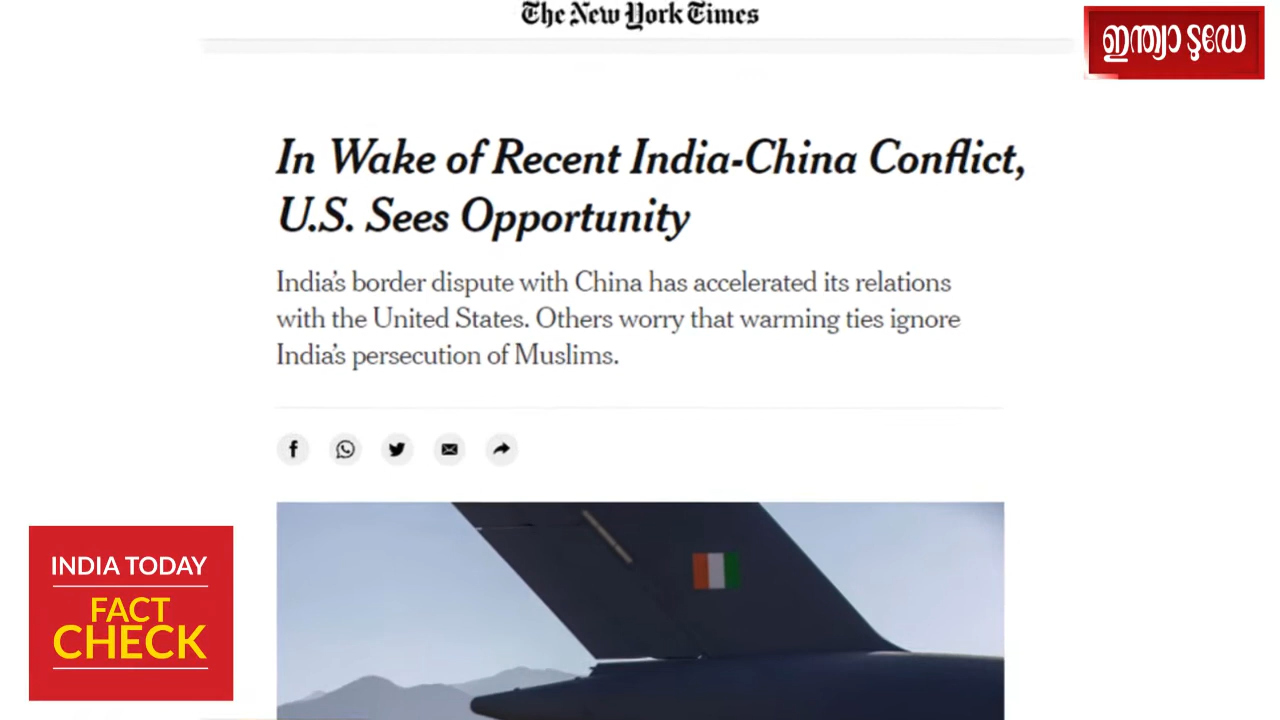 The New York Times
ഇന്ത്യാ ടുഡേ
In Wake of Recent India-China Conflict,
U.S. Sees Opportunity
India's border dispute with China has accelerated its relations
with the United States. Others worry that warming ties ignore
India's persecution of Muslims.
INDIA TODAY
FACT
CHECK